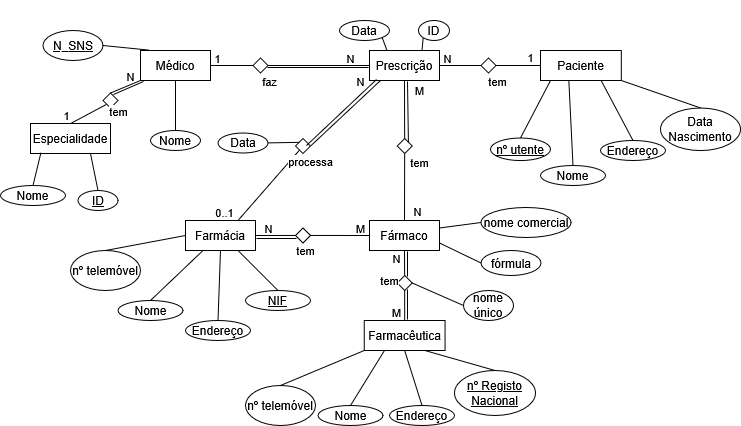 Data
ID
N_SNS
Médico
1
faz
N
Prescrição
N
tem
1
Paciente
N
tem
1
Especialidade
Nome
Nome
ID
Data
N
processa
0..1
M
tem
N
nº utente
Nome
Endereço
Data
Nascimento
Farmácia
N
tem
M
Fármaco
nome comercial
fórmula
nº telemóvel
Nome
Endereço
NIF
N
tem
M
nome
único
Farmacêutica
nº telemóvel
Nome
Endereço
nº Registo
Nacional